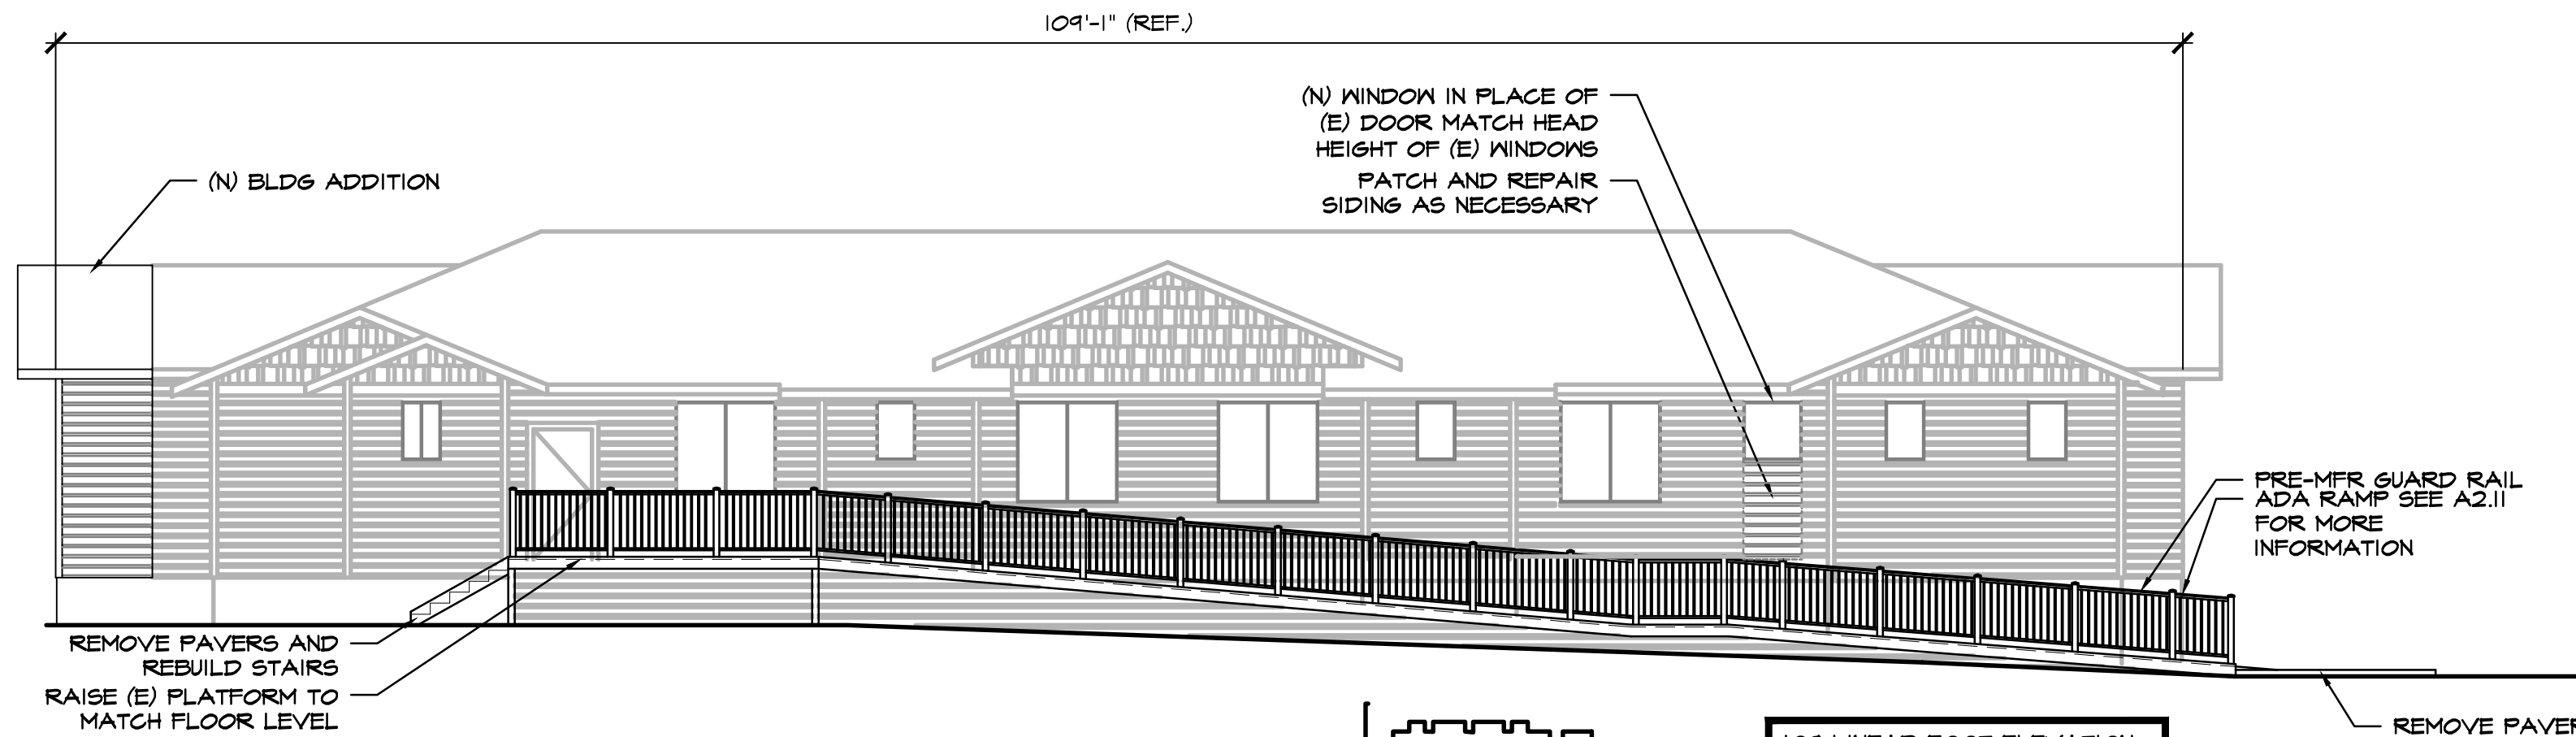 109'-1" (REF.)
(N) WINDOW IN PLACE OF
(E) DOOR MATCH HEAD
HEIGHT OF (E) WINDOWS
PATCH AND REPAIR
SIDING AS NECESSARY
(N) BLDG ADDITION
PRE-MFR GUARD RAIL
ADA RAMP SEE A2.11
FOR MORE
INFORMATION
REMOVE PAVERS AND
REBUILD STAIRS
RAISE (E) PLATFORM TO
MATCH FLOOR LEVEL
REMOVE